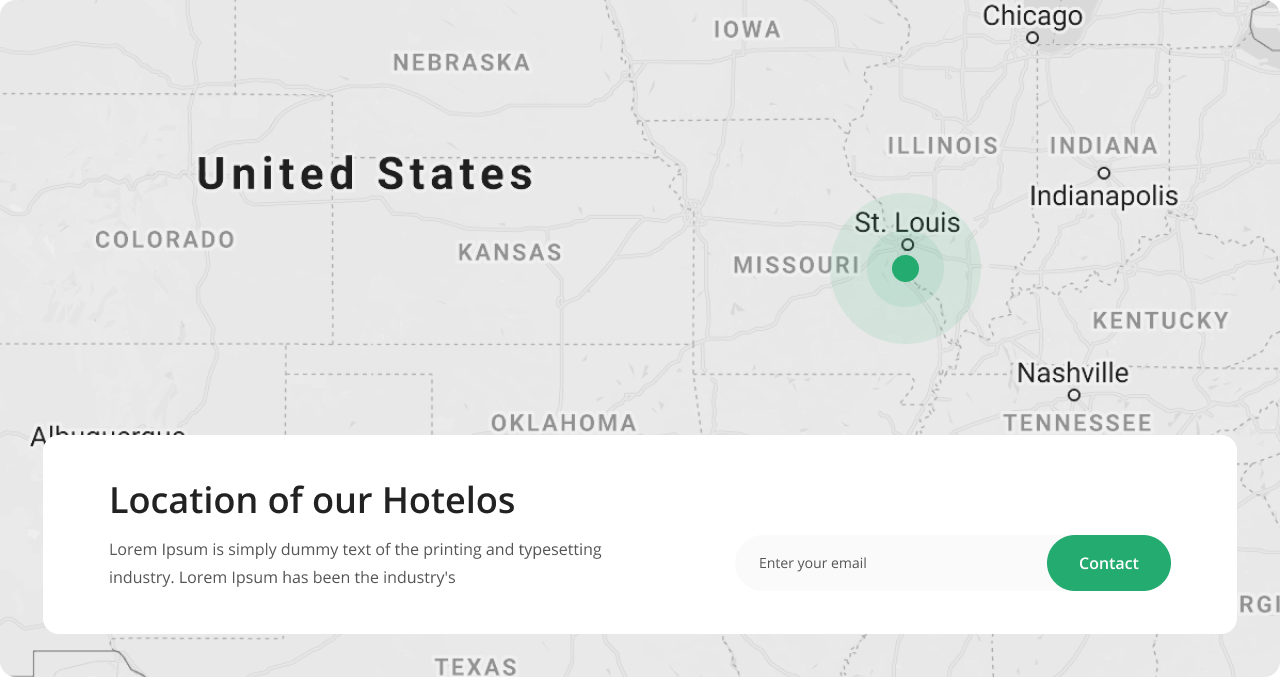 Chicago
IOWA
NEBRASKA
ILLINOIS
INDIANA
United States
Indianapolis
St. Louis
COLORADO
KANSAS
MISSOURI
KENTUCKY
Nashville
OKLAHOMA
TENNESSEE
Albuquerque
Location of our Hotelos
Lorem Ipsum is simply dummy text of the printing and typesetting
industry. Lorem Ipsum has been the industry's
Enter your email
Contact
RGI
TEXAS